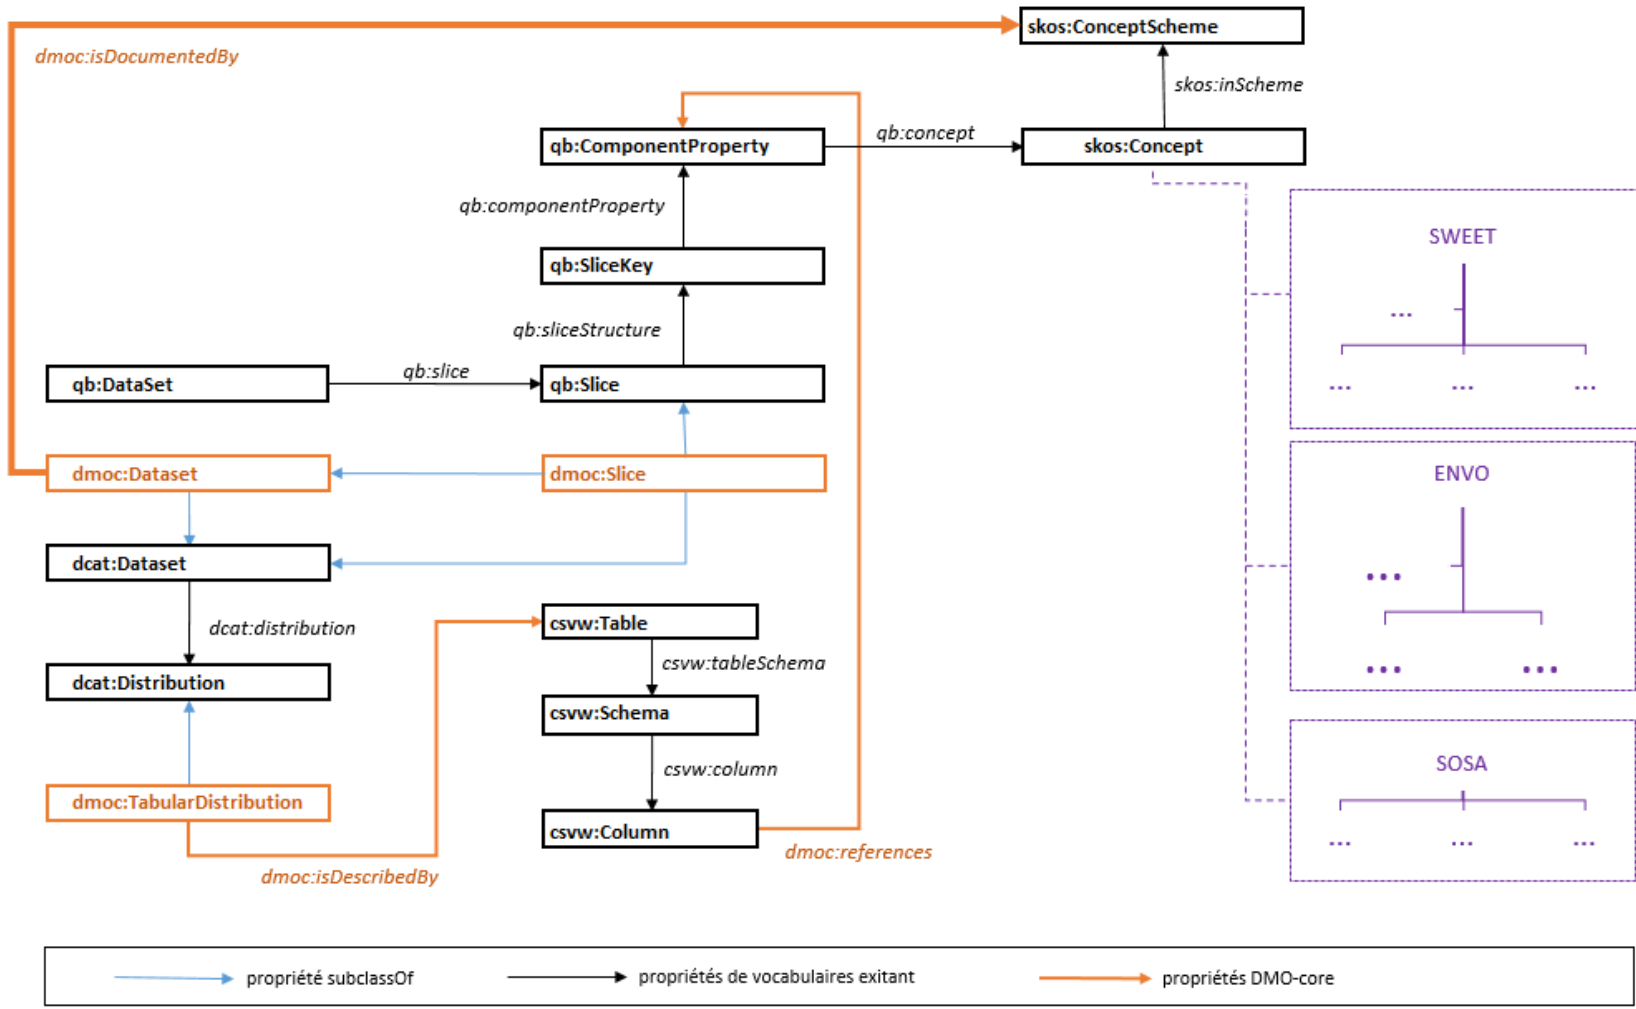 skos:ConceptScheme
dmoc:isDocumentedBy
skos:inScheme
qb:ComponentProperty
qb:concept
skos:Concept
qb:componentProperty
SWEET
qb:SliceKey
...
qb:sliceStructure
qb:DataSet
qb:slice
qb:Slice
... ... ...
dmoc:Dataset
dmoc:Slice
ENVO
dcat:Dataset
...
dcat:distribution
csvw:Table
csvw:tableSchema
... ...
dcat:Distribution
csvw:Schema
csvw:column
SOSA
dmoc:TabularDistribution
csvw:Column
... ... ...
dmoc:references
dmoc:isDescribedBy
propriété subclassOf
propriétés de vocabulaires exitant
propriétés DMO-core